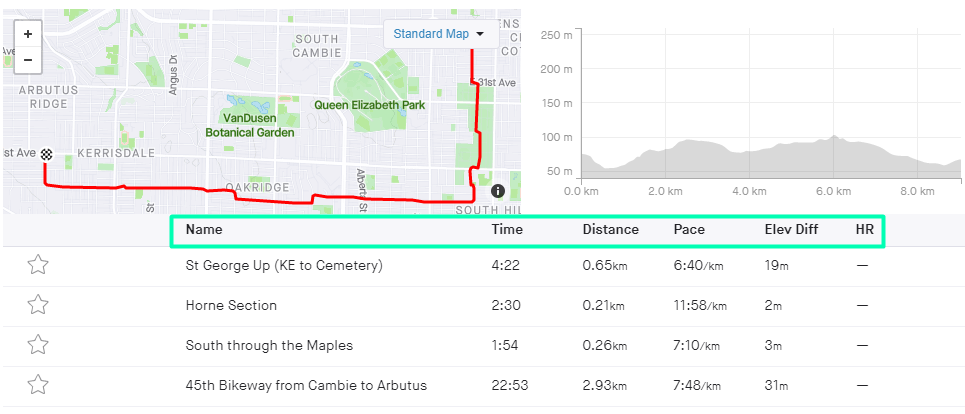 +
−
Standard Map
SOUTH
CAMBIE
ENS
C
COT
E 31st Ave
Ave
Angus Dr
ARBUTUS
RIDGE
Queen Elizabeth Park
VanDusen
Botanical Garden
1st Ave
KERRISDALE
OAKRIDGE
Alberta St
St
i
SOUTH HIL
250 m
200 m
150 m
100 m
50 m
0.0 km
2.0 km
4.0 km
6.0 km
8.0 km
Name Time Distance Pace Elev Diff HR
St George Up (KE to Cemetery) 4:22 0.65km 6:40/km 19m —
Horne Section 2:30 0.21km 11:58/km 2m —
South through the Maples 1:54 0.26km 7:10/km 3m —
45th Bikeway from Cambie to Arbutus 22:53 2.93km 7:48/km 31m —